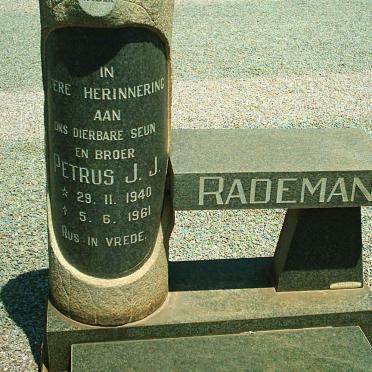 IN
ERE HERINNERING
AAN
ONS DIERBARE SEUN
EN BROER
PETRUS J. J.
☆ 29. 11. 1940
✝ 5. 6. 1961
RUS IN VREDE.
RADEMAN